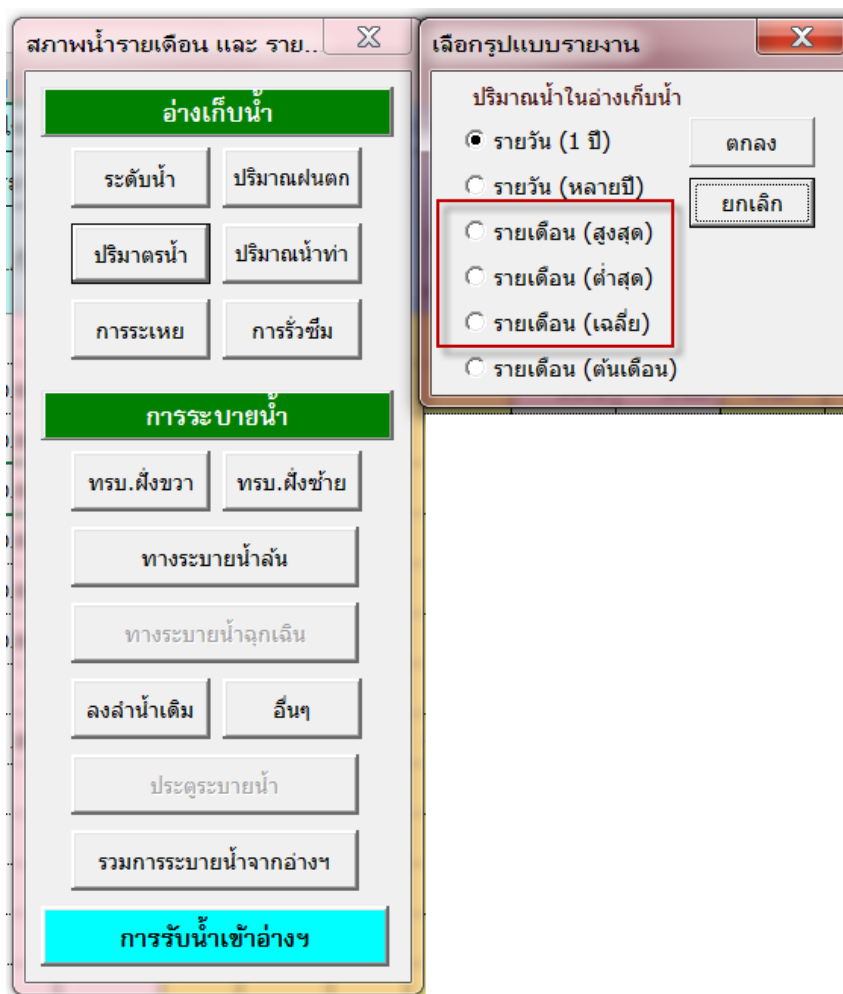 สภาพน้ำรายเดือน และ ราย..
อ่างเก็บน้ำ
ระดับน้ำ ปริมาณฝนตก
ปริมาตรน้ำ ปริมาณน้ำท่า
การระเหย การรั่วซึม
การระบายน้ำ
ทรบ.ฝั่งขวา ทรบ.ฝั่งซ้าย
ทางระบายน้ำล้น
ทางระบายน้ำฉุกเฉิน
ลงลำน้ำเดิม อื่นๆ
ประตูระบายน้ำ
รวมการระบายน้ำจากอ่างฯ
การรับน้ำเข้าอ่างฯ
เลือกรูปแบบรายงาน
ปริมาณน้ำในอ่างเก็บน้ำ
รายวัน (1 ปี) ตกลง
รายวัน (หลายปี) ยกเลิก
รายเดือน (สูงสุด)
รายเดือน (ต่ำสุด)
รายเดือน (เฉลี่ย)
รายเดือน (ต้นเดือน)